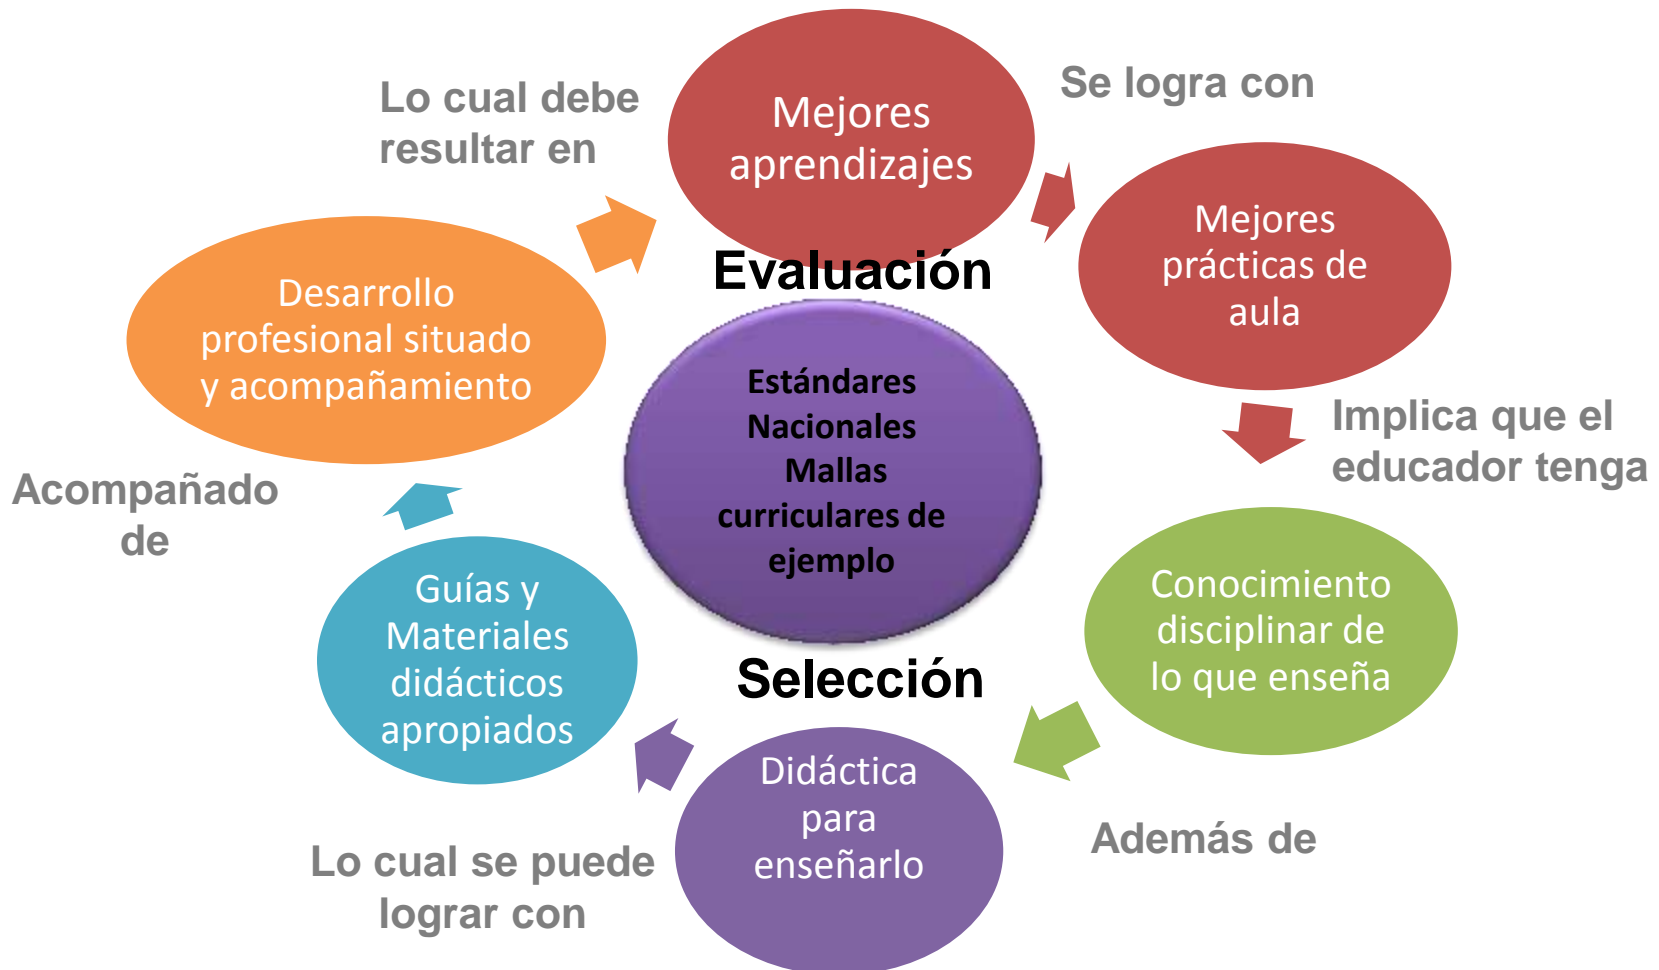 Mejores
aprendizajes
Se logra con
Mejores
prácticas de
aula
Implica que el
educador tenga
Conocimiento
disciplinar de
lo que enseña
Además de
Didáctica
para
enseñarlo
Lo cual se puede
lograr con
Guías y
Materiales
didácticos
apropiados
Acompañado
de
Desarrollo
profesional situado
y acompañamiento
Lo cual debe
resultar en
Evaluación
Estándares
Nacionales
Mallas
curriculares de
ejemplo
Selección